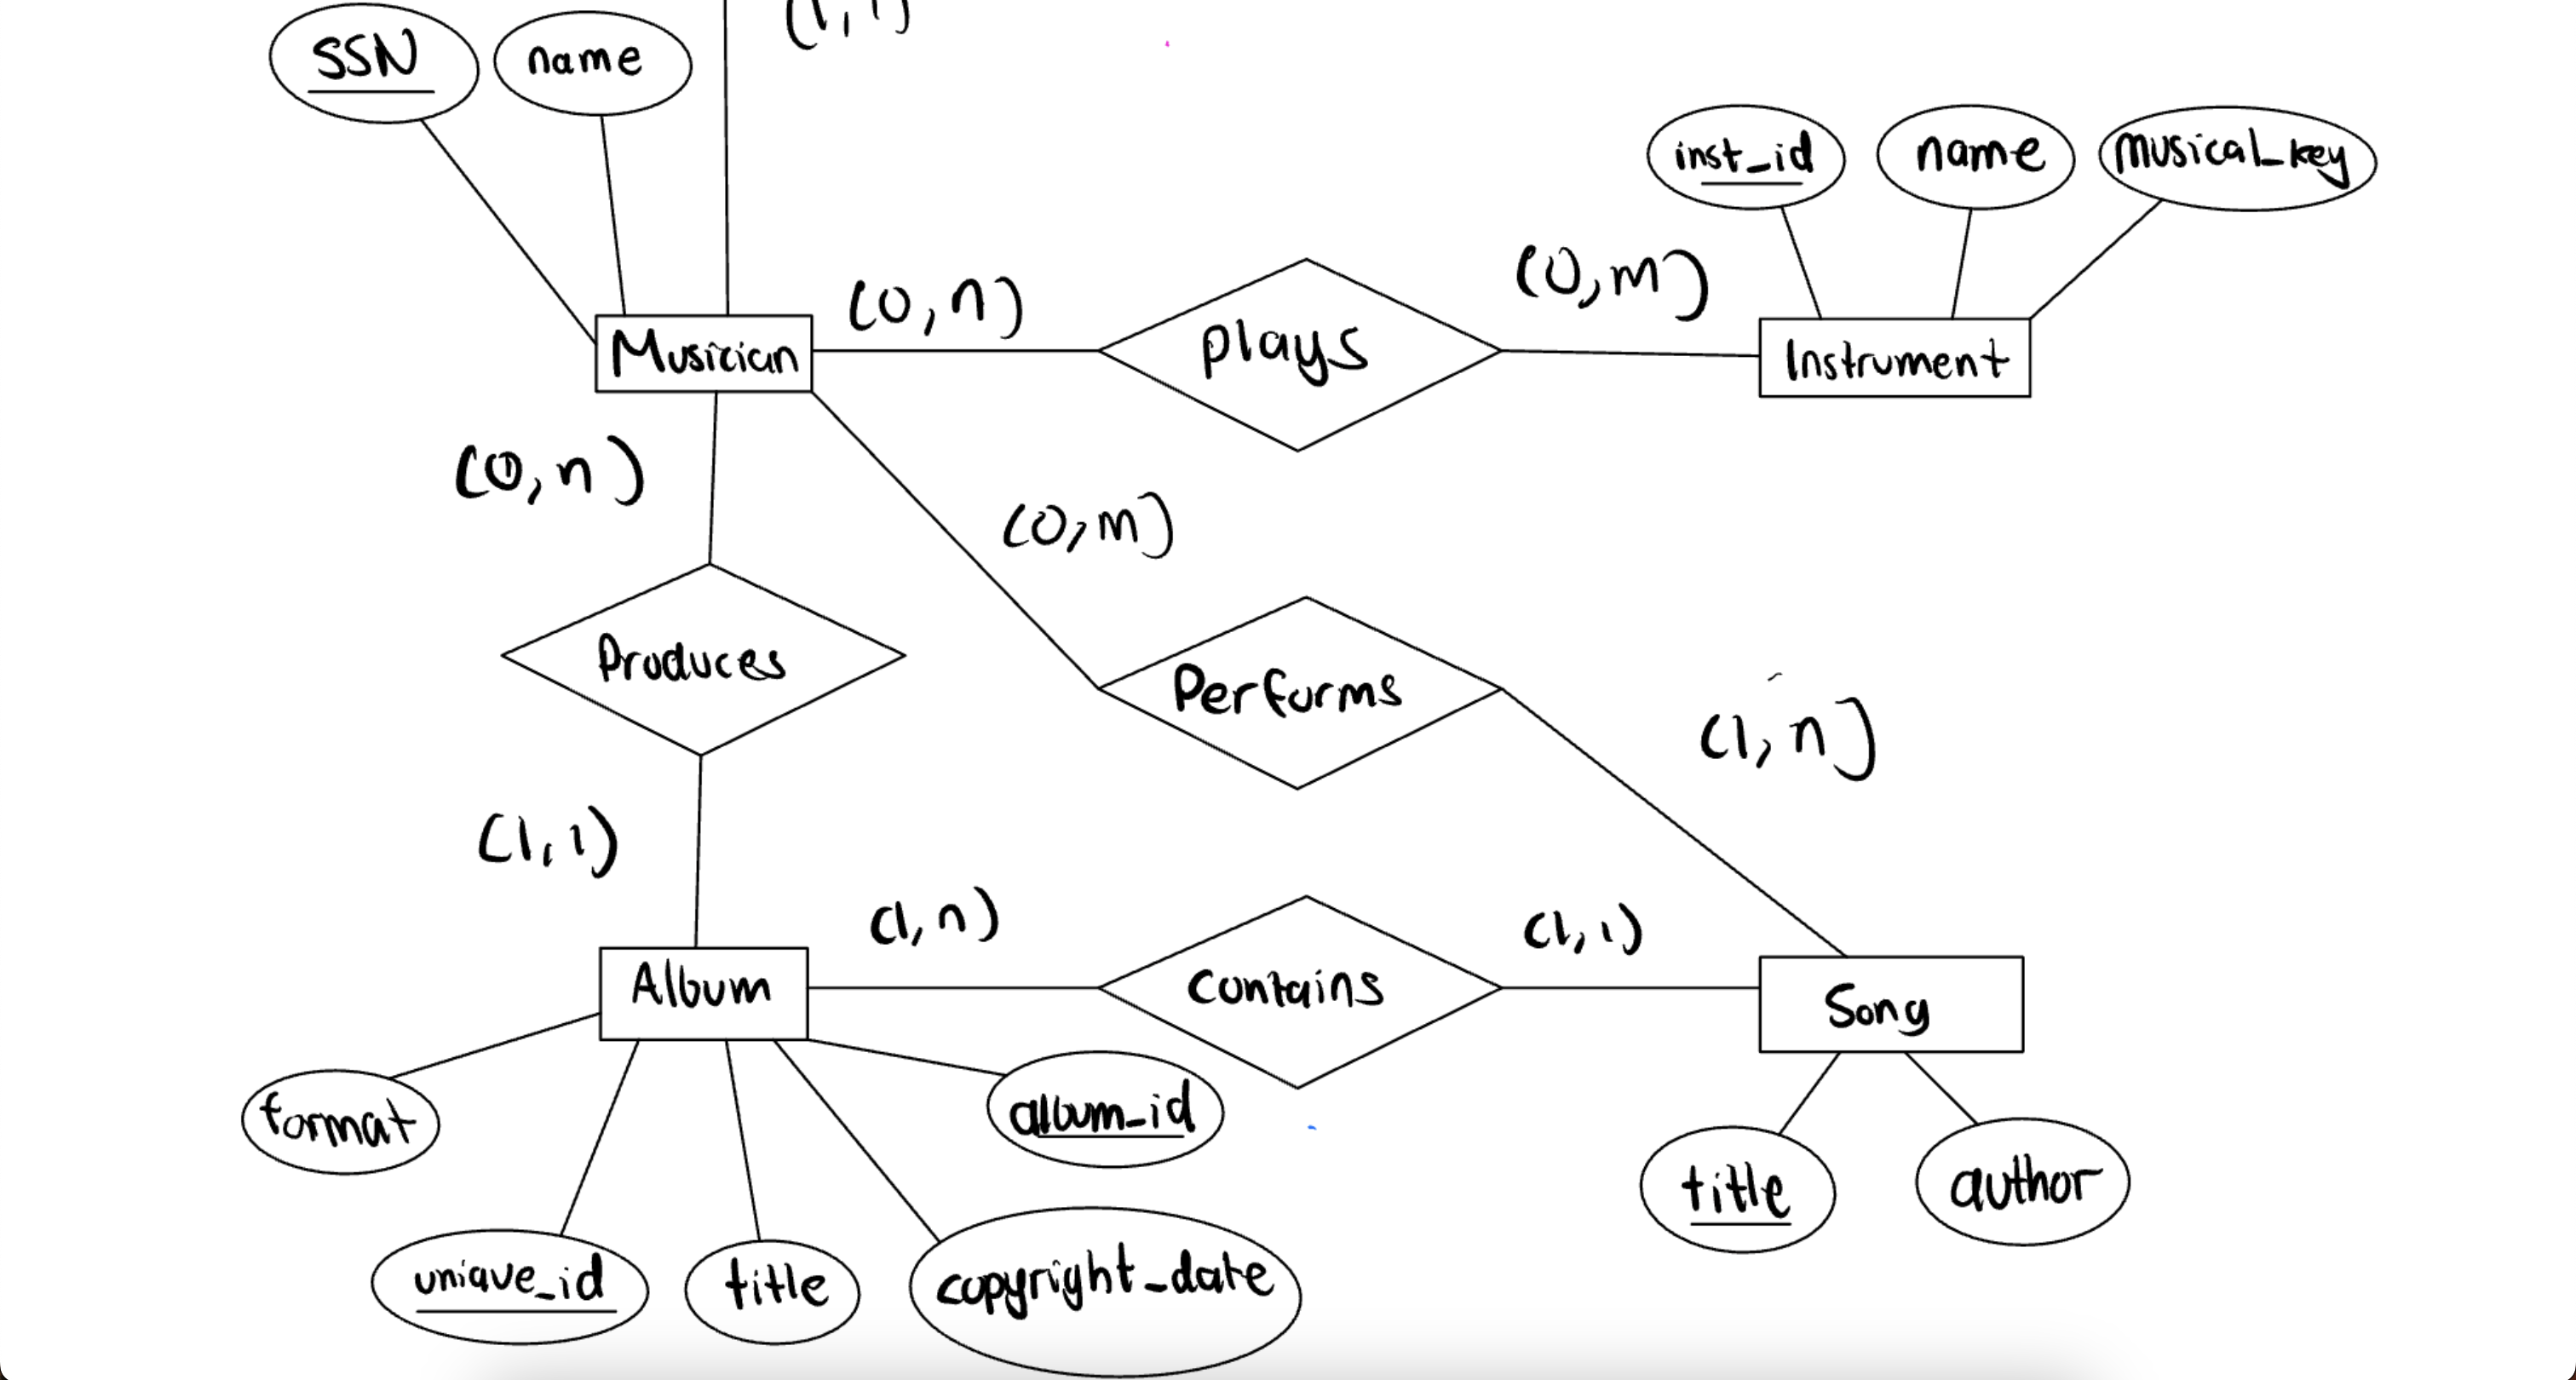 (1,1)
SSN
name
inst_id
name
musical_key
(0,n)
(0,m)
Musician
plays
Instrument
(0,n)
(0,m)
Produces
Performs
(1,n)
(1,1)
(1,n)
(1,1)
Album
Contains
Song
format
album_id
title
author
unique_id
title
copyright_date